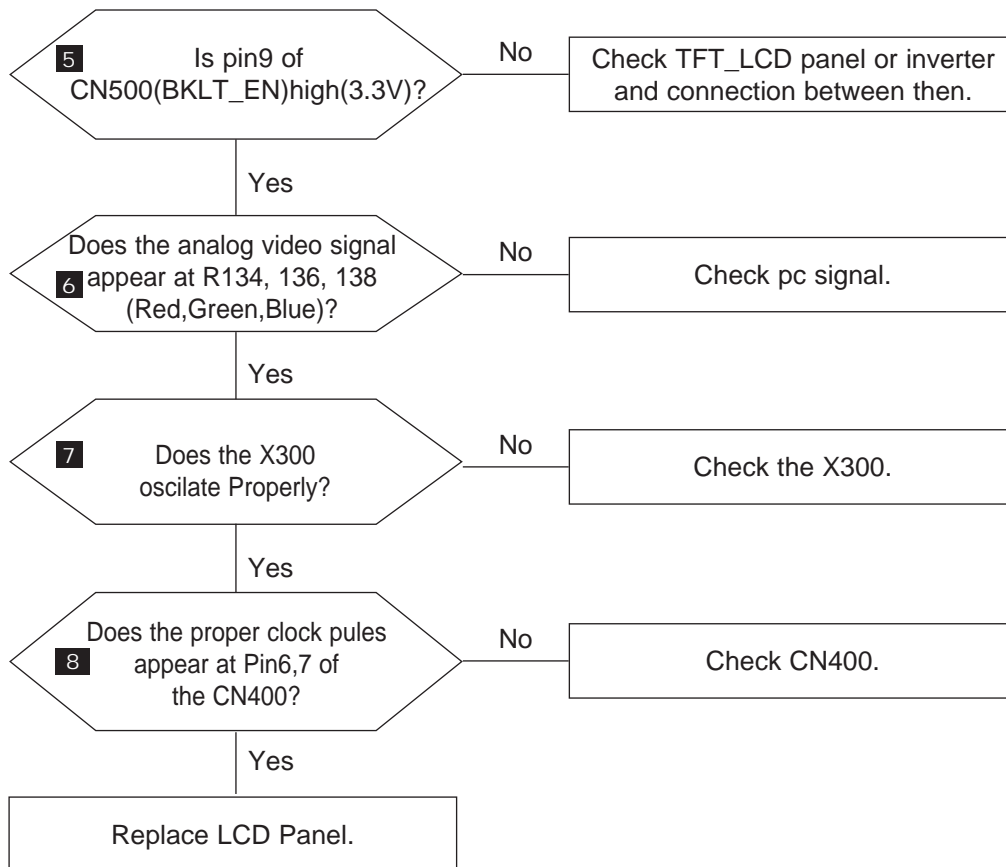 5
Is pin9 of
CN500(BKLT_EN)high(3.3V)?
No
Check TFT_LCD panel or inverter
and connection between then.
Yes
Does the analog video signal
6
appear at R134, 136, 138
(Red,Green,Blue)?
No
Check pc signal.
Yes
7
Does the X300
oscilate Properly?
No
Check the X300.
Yes
Does the proper clock pules
8
appear at Pin6,7 of
the CN400?
No
Check CN400.
Yes
Replace LCD Panel.